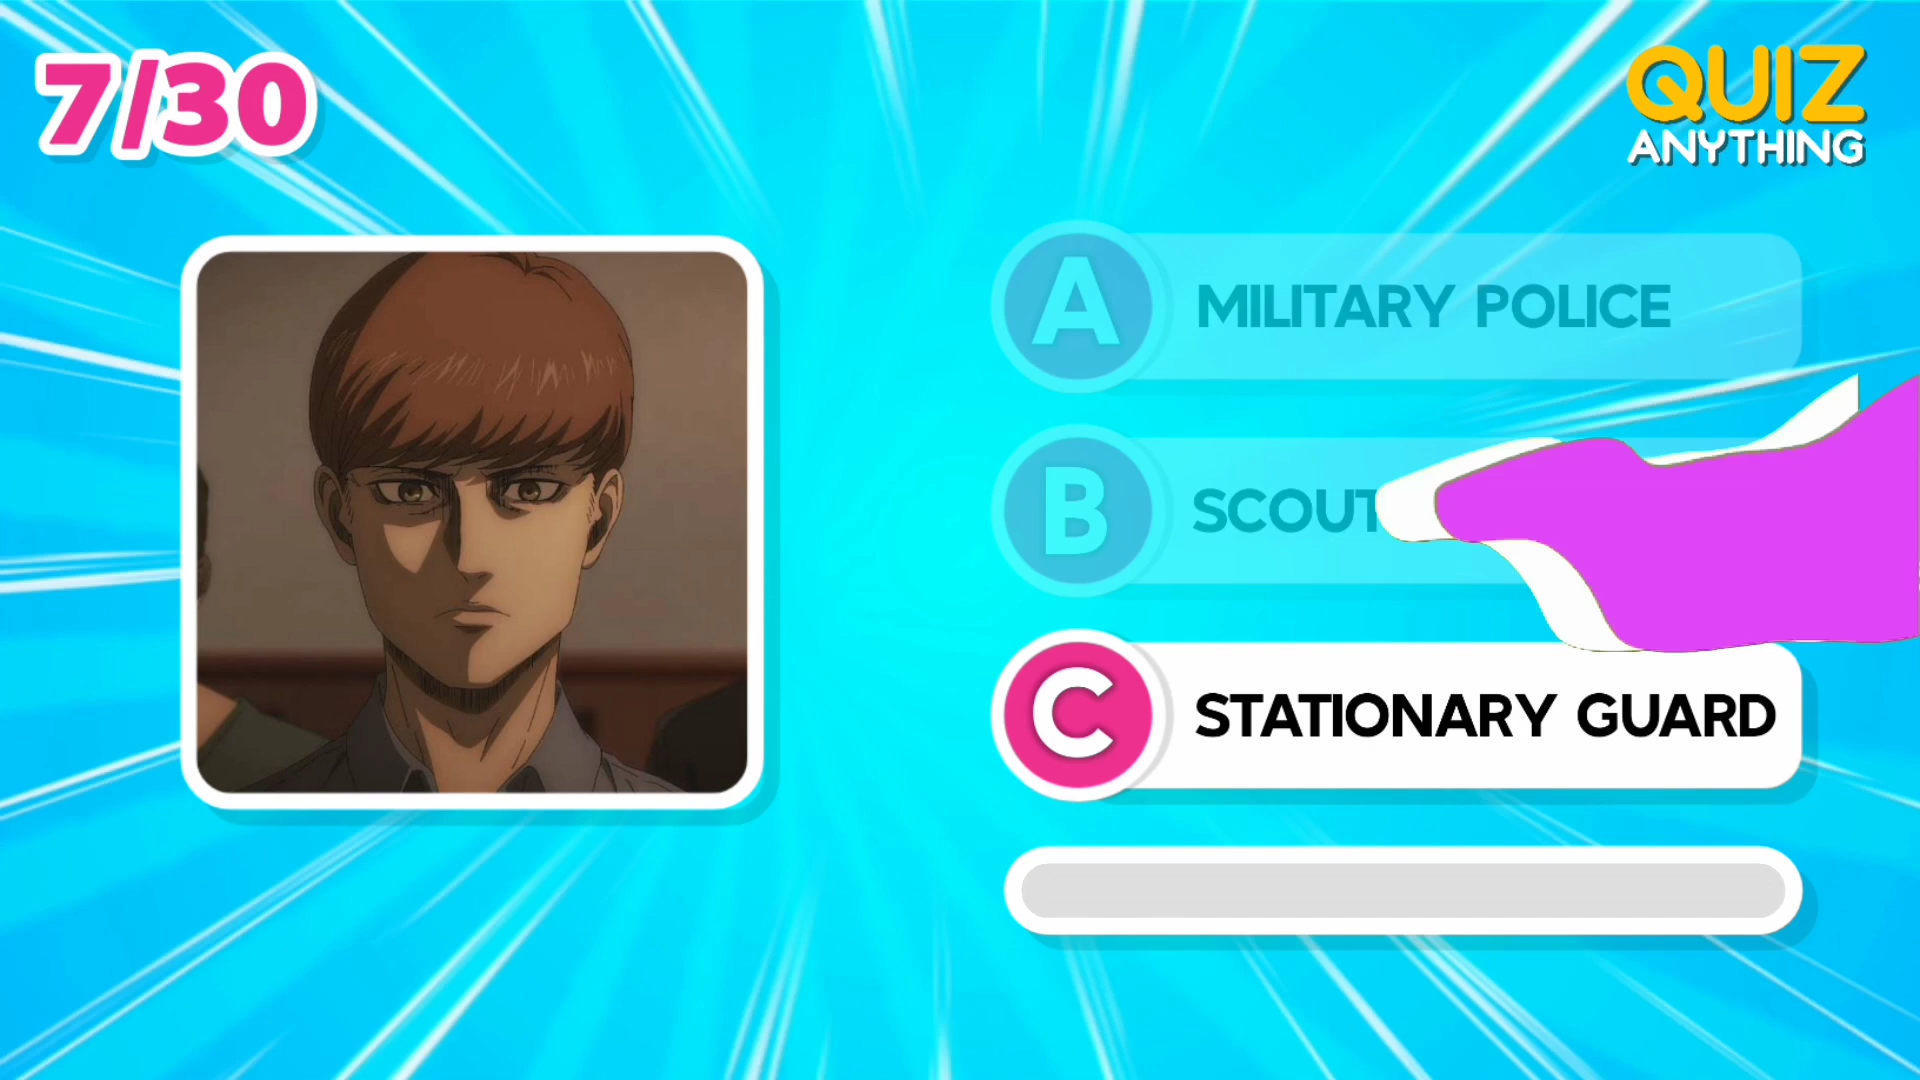 7/30
QUIZ
ANYTHING
A
MILITARY POLICE
B
SCOUT
C
STATIONARY GUARD